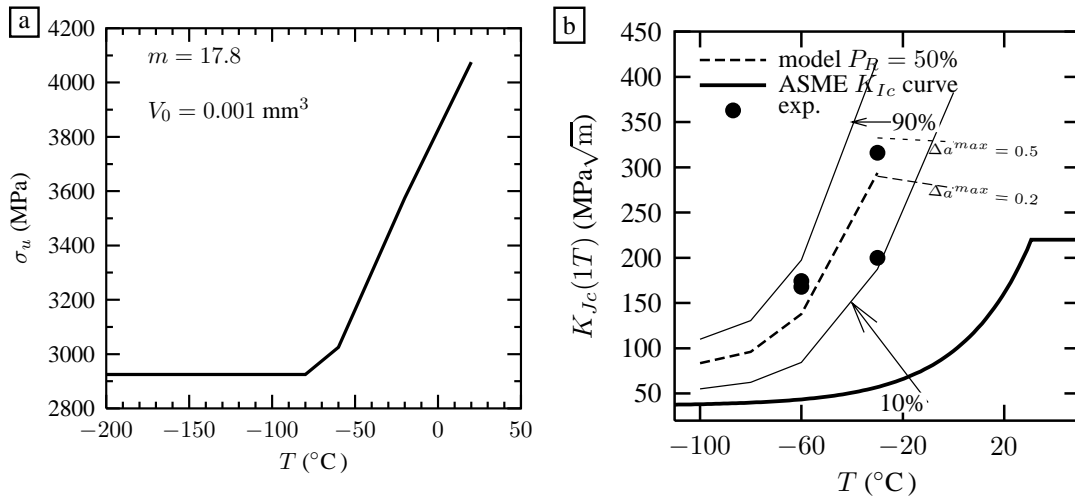 a
4200
4000
3800
3600
3400
3200
3000
2800
σu (MPa)
m = 17.8
V0 = 0.001 mm³
−200 −150 −100 −50 0 50
T (°C)
b
450
400
350
300
250
200
150
100
50
KJc(1T) (MPa√m)
model PR = 50%
ASME KIc curve
exp.
90%
Δa^max = 0.5
Δa^max = 0.2
10%
−100 −60 −20 20
T (°C)